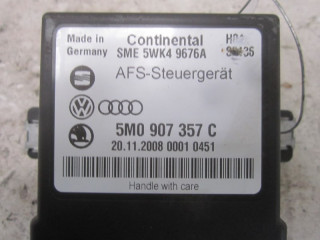 Made in Germany
Continental
SME 5WK4 9676A
AFS-Steuergerät
5M0 907 357 C
20.11.2008 0001 0451
Handle with care